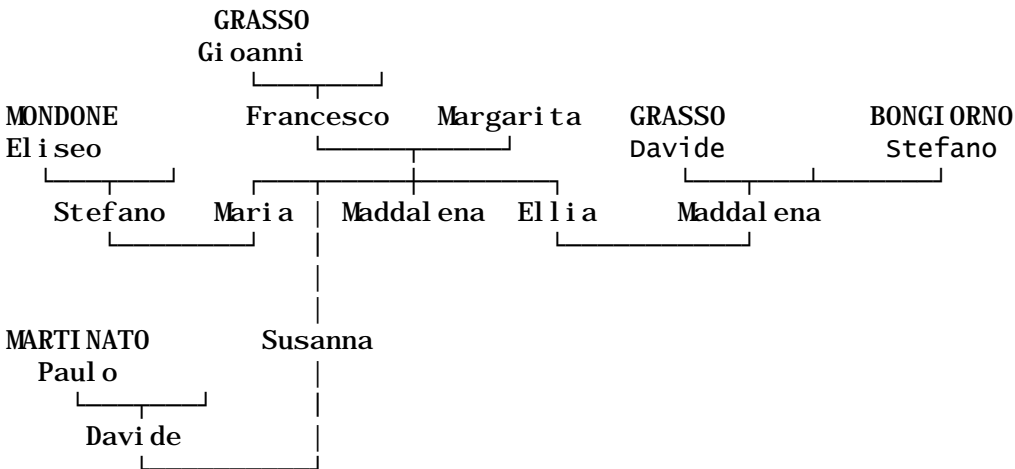 GRASSO
Gioanni
MONDONE Francesco Margarita GRASSO BONGIORNO
Eliseo Davide Stefano
Stefano Maria Maddalena Ellia Maddalena
MARTINATO Susanna
Paulo
Davide